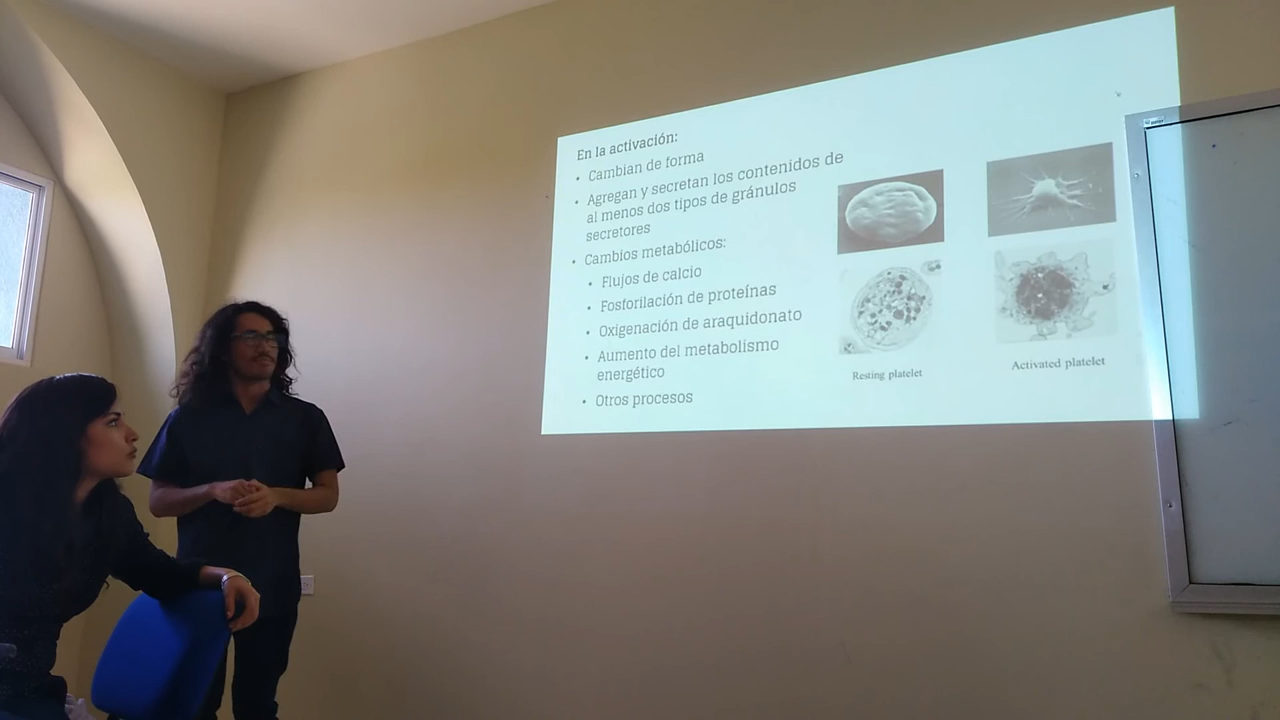 En la activación:
• Cambian de forma
• Agregan y secretan los contenidos de
al menos dos tipos de gránulos
secretores
• Cambios metabólicos:
• Flujos de calcio
• Fosforilación de proteínas
• Oxigenación de araquidonato
• Aumento del metabolismo
energético
• Otros procesos
Resting platelet
Activated platelet